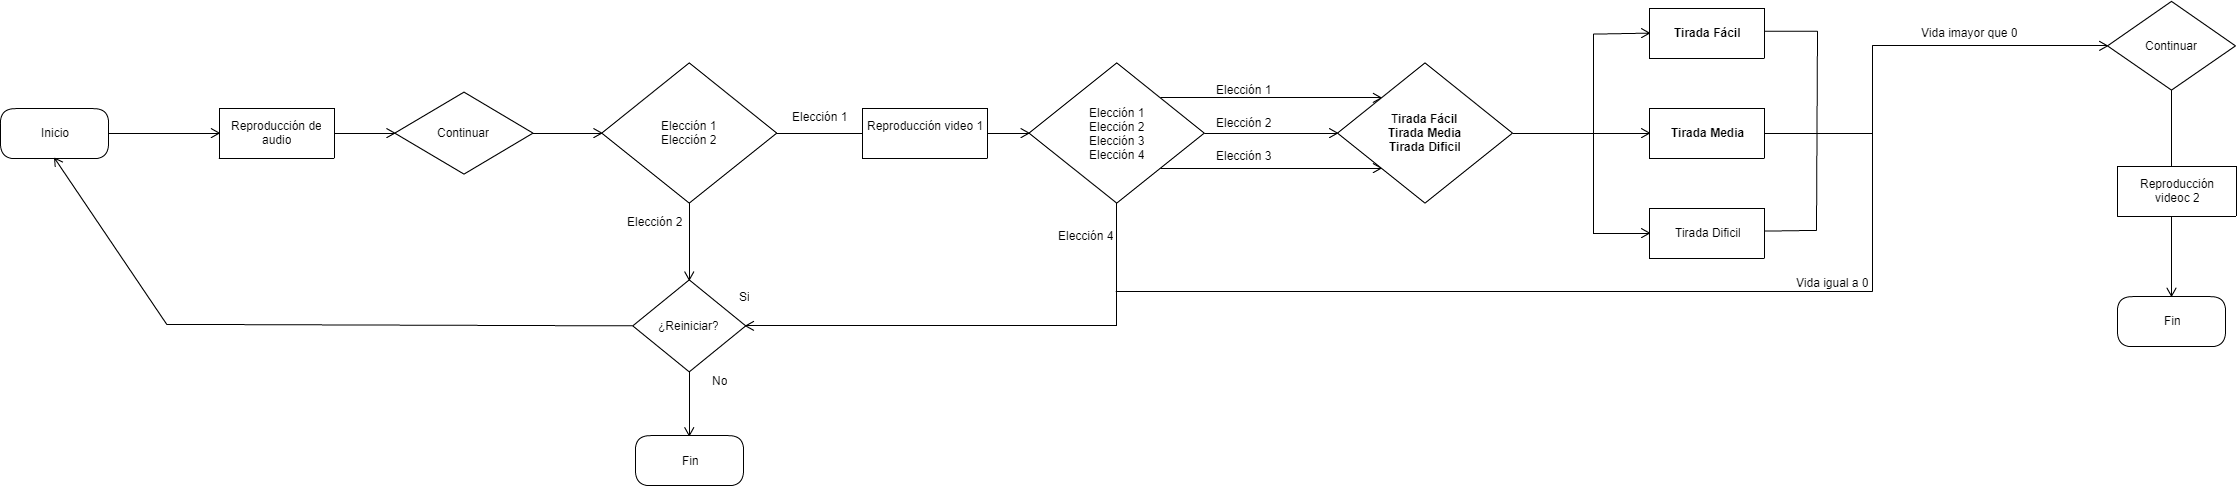 Inicio
Reproducción de
audio
Continuar
Elección 1
Elección 2
Elección 1
Elección 2
Reproducción video 1
Elección 1
Elección 2
Elección 3
Elección 4
Elección 1
Elección 2
Elección 3
Elección 4
Tirada Fácil
Tirada Media
Tirada Dificil
Tirada Fácil
Tirada Media
Tirada Dificil
Vida imayor que 0
Vida igual a 0
Continuar
Reproducción
videoc 2
Fin
¿Reiniciar?
Si
No
Fin